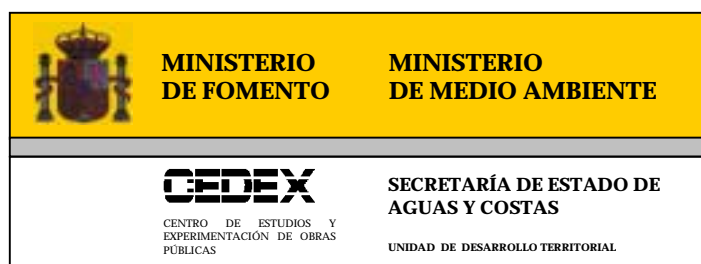 MINISTERIO
DE FOMENTO
MINISTERIO
DE MEDIO AMBIENTE
CEDEX
CENTRO DE ESTUDIOS Y
EXPERIMENTACIÓN DE OBRAS
PÚBLICAS
SECRETARÍA DE ESTADO DE
AGUAS Y COSTAS
UNIDAD DE DESARROLLO TERRITORIAL